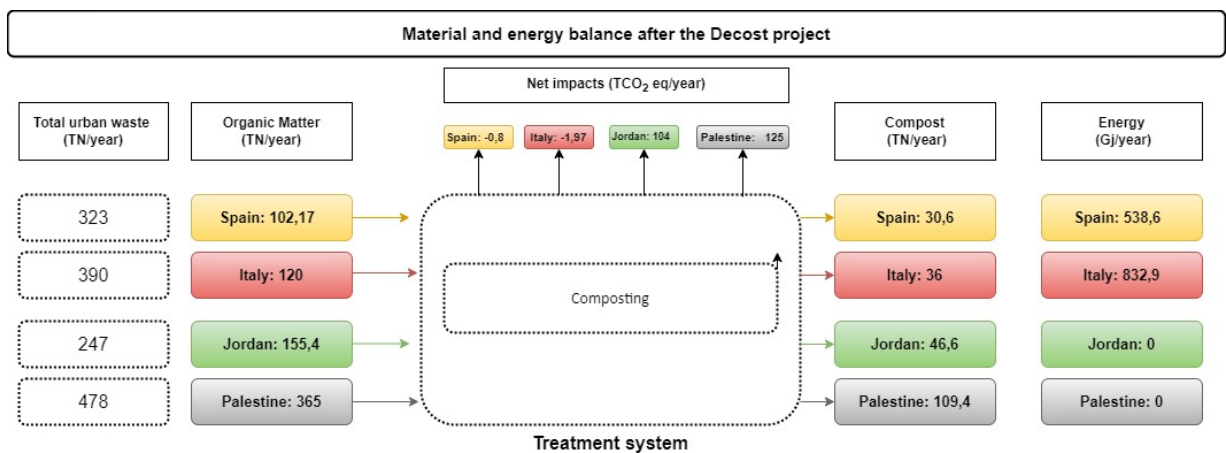 Material and energy balance after the Decost project
Net impacts (TCO₂ eq/year)
Total urban waste
(TN/year)
Organic Matter
(TN/year)
Compost
(TN/year)
Energy
(Gj/year)
Spain: -0,8
Italy: -1,97
Jordan: 104
Palestine: 125
323
Spain: 102,17
Spain: 30,6
Spain: 538,6
390
Italy: 120
Composting
Italy: 36
Italy: 832,9
247
Jordan: 155,4
Jordan: 46,6
Jordan: 0
478
Palestine: 365
Palestine: 109,4
Palestine: 0
Treatment system